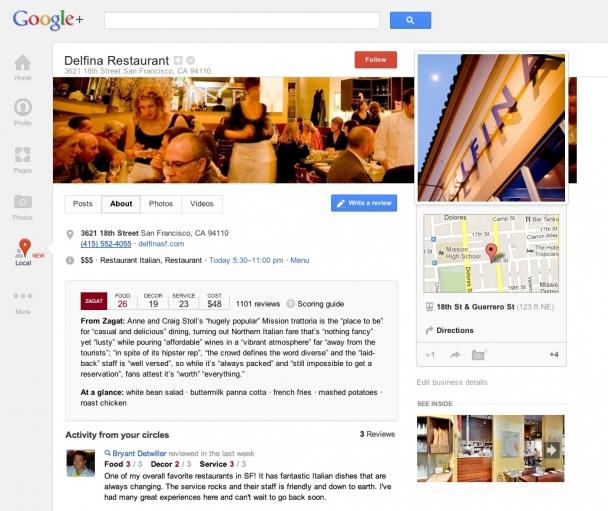 Google+
Delfina Restaurant
3621 18th Street San Francisco, CA 94110
Follow
Home
Profile
Pages
Photos
Local
NEW
More
DELFINA
Posts
About
Photos
Videos
Write a review
3621 18th Street San Francisco, CA 94110
(415) 552-4055 · delfinasf.com
$$$ · Restaurant Italian, Restaurant · Today 5:30–11:00 pm · Menu
ZAGAT
FOOD
26
DECOR
19
SERVICE
23
COST
$48
1101 reviews
Scoring guide
From Zagat: Anne and Craig Stoll's "hugely popular" Mission trattoria is the "place to be"
for "casual and delicious" dining, turning out Northern Italian fare that's "nothing fancy"
yet "lusty" while pouring "affordable" wines in a "vibrant atmosphere" far "away from the
tourists"; "in spite of its hipster rep", "the crowd defines the word diverse" and the "laid-
back" staff is "well versed", so while it's "always packed" and "still impossible to get a
reservation", fans attest it's "worth" "everything."
At a glance: white bean salad · buttermilk panna cotta · french fries · mashed potatoes ·
roast chicken
Activity from your circles
3 Reviews
Bryant Detwiller reviewed in the last week
Food 3 / 3 Decor 2 / 3 Service 3 / 3
One of my overall favorite restaurants in SF! It has fantastic Italian dishes that are
always changing. The service rocks and their staff is friendly and down to earth. I've
had many great experiences here and can't wait to go back soon.
Dolores
Camp St
Bar Tartine
17th St
Clarion Alley
16th St
The Hotel
Tropicana
Mission
High School
Dolores St
19th St
18th St & Guerrero St (123 ft NE)
Directions
+1
+4
Edit business details
SEE INSIDE